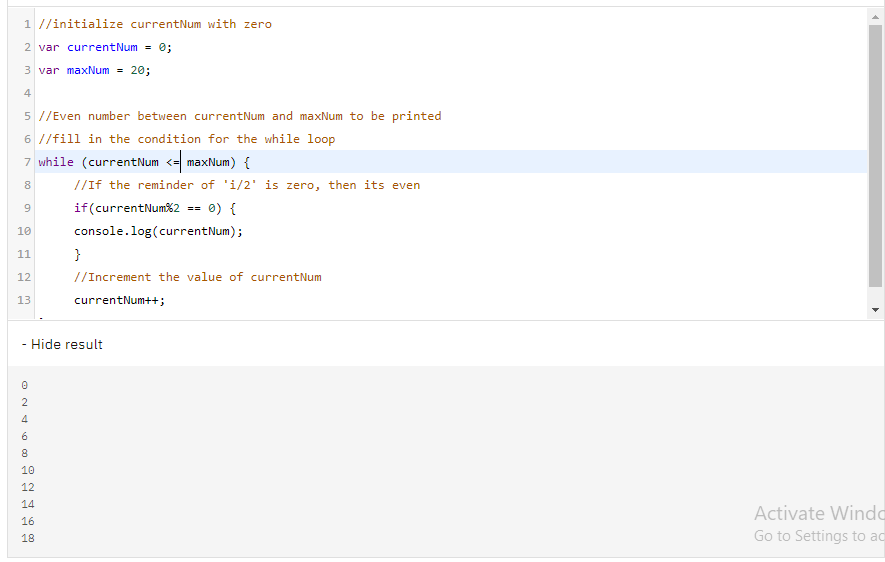 1 //initialize currentNum with zero
2 var currentNum = 0;
3 var maxNum = 20;
4
5 //Even number between currentNum and maxNum to be printed
6 //fill in the condition for the while loop
7 while (currentNum <= maxNum) {
8 //If the reminder of 'i/2' is zero, then its even
9 if(currentNum%2 == 0) {
10 console.log(currentNum);
11 }
12 //Increment the value of currentNum
13 currentNum++;
- Hide result
0
2
4
6
8
10
12
14
16
18
Activate Windo
Go to Settings to ac